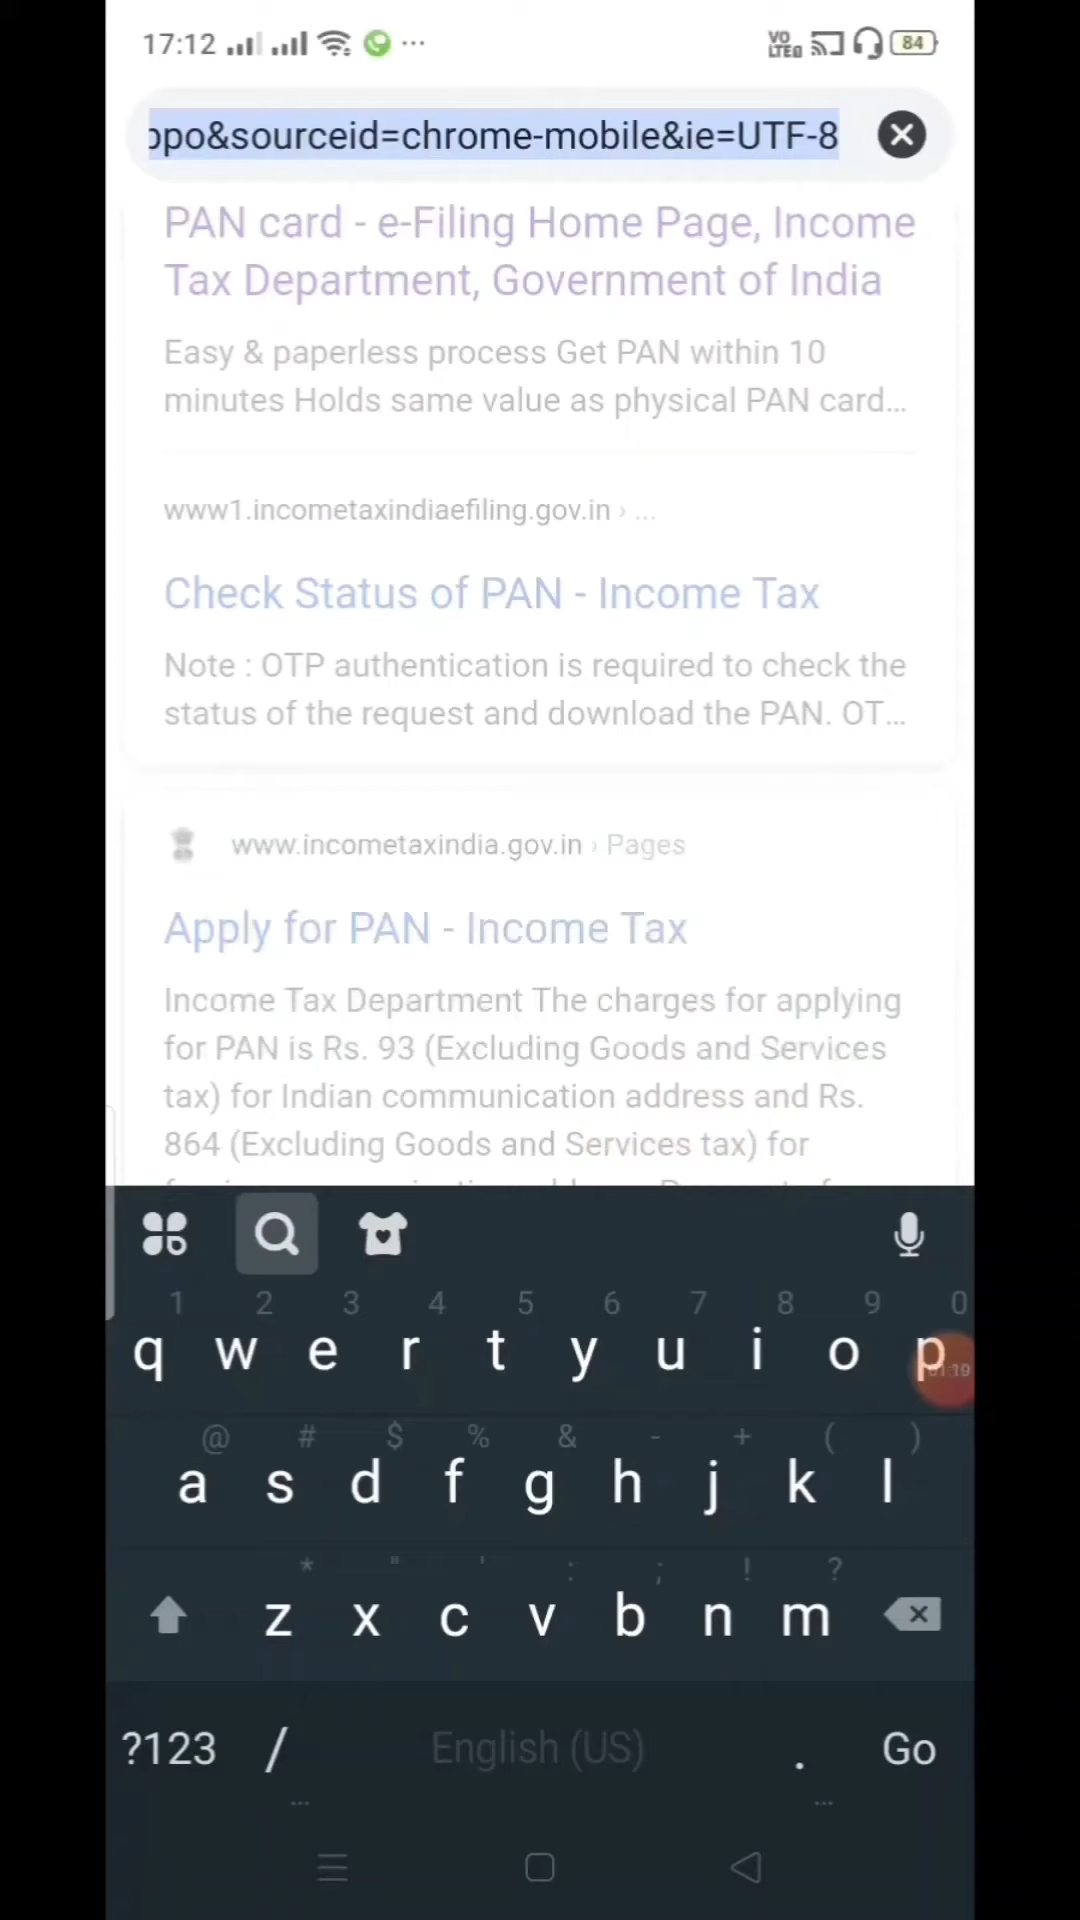 17:12
VO
LTE
84
ppo&sourceid=chrome-mobile&ie=UTF-8
PAN card - e-Filing Home Page, Income
Tax Department, Government of India
Easy & paperless process Get PAN within 10
minutes Holds same value as physical PAN card...
www1.incometaxindiaefiling.gov.in › ...
Check Status of PAN - Income Tax
Note : OTP authentication is required to check the
status of the request and download the PAN. OT...
www.incometaxindia.gov.in › Pages
Apply for PAN - Income Tax
Income Tax Department The charges for applying
for PAN is Rs. 93 (Excluding Goods and Services
tax) for Indian communication address and Rs.
864 (Excluding Goods and Services tax) for
1 2 3 4 5 6 7 8 9 0
q w e r t y u i o p
01:19
@ # $ % & - + ( )
a s d f g h j k l
* " ' : ; ! ?
z x c v b n m
?123 / English (US) . Go